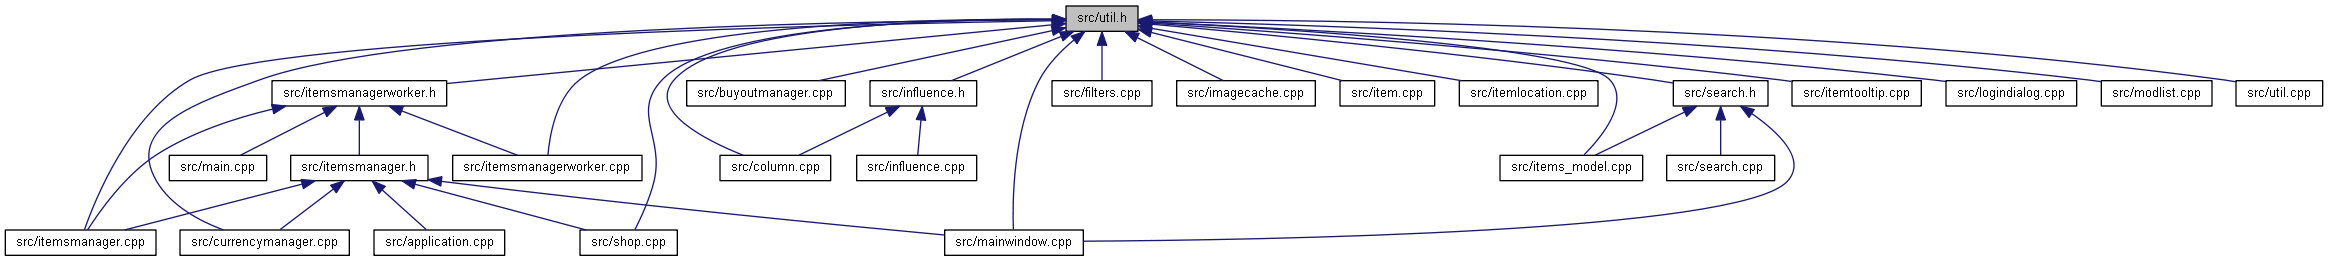 src/util.h
src/itemsmanagerworker.h
src/buyoutmanager.cpp
src/influence.h
src/filters.cpp
src/imagecache.cpp
src/item.cpp
src/itemlocation.cpp
src/search.h
src/itemtooltip.cpp
src/logindialog.cpp
src/modlist.cpp
src/util.cpp
src/main.cpp
src/itemsmanager.h
src/itemsmanagerworker.cpp
src/column.cpp
src/influence.cpp
src/items_model.cpp
src/search.cpp
src/itemsmanager.cpp
src/currencymanager.cpp
src/application.cpp
src/shop.cpp
src/mainwindow.cpp